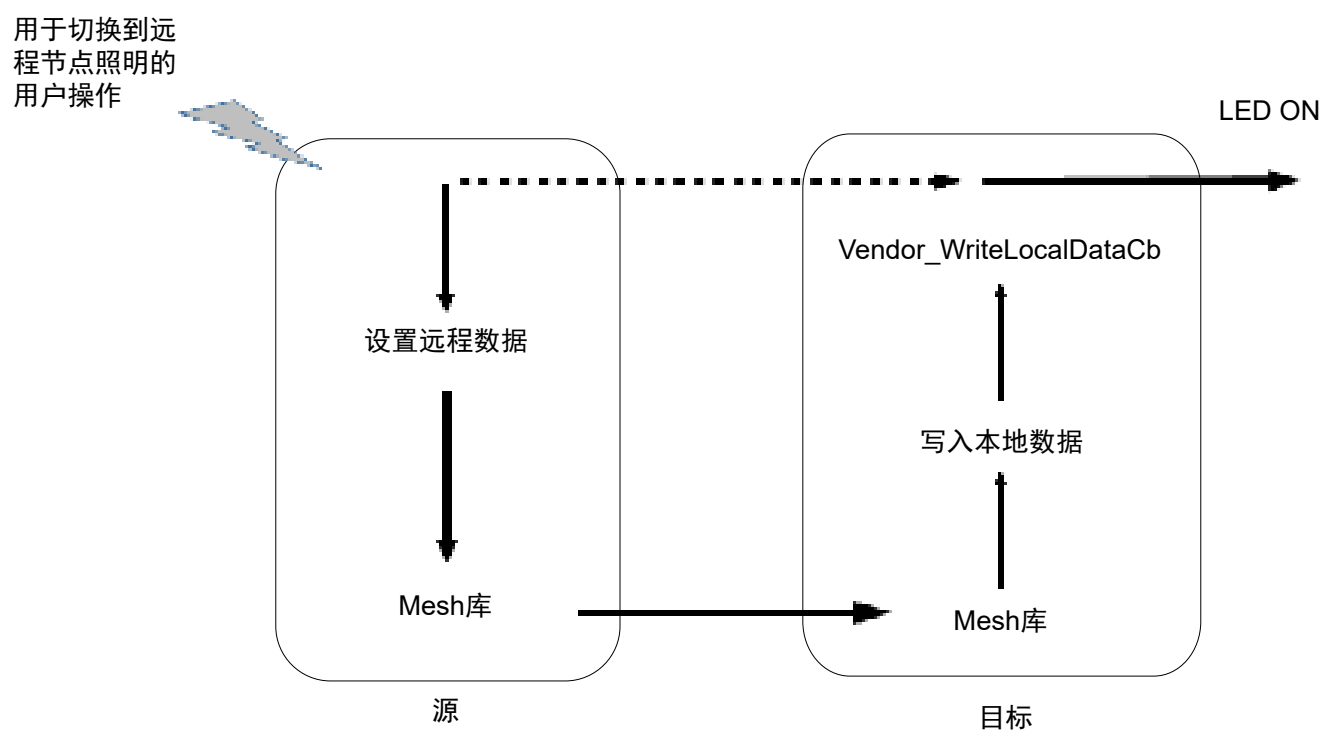 用于切换到远
程节点照明的
用户操作
LED ON
Vendor_WriteLocalDataCb
设置远程数据
写入本地数据
Mesh库
Mesh库
源
目标